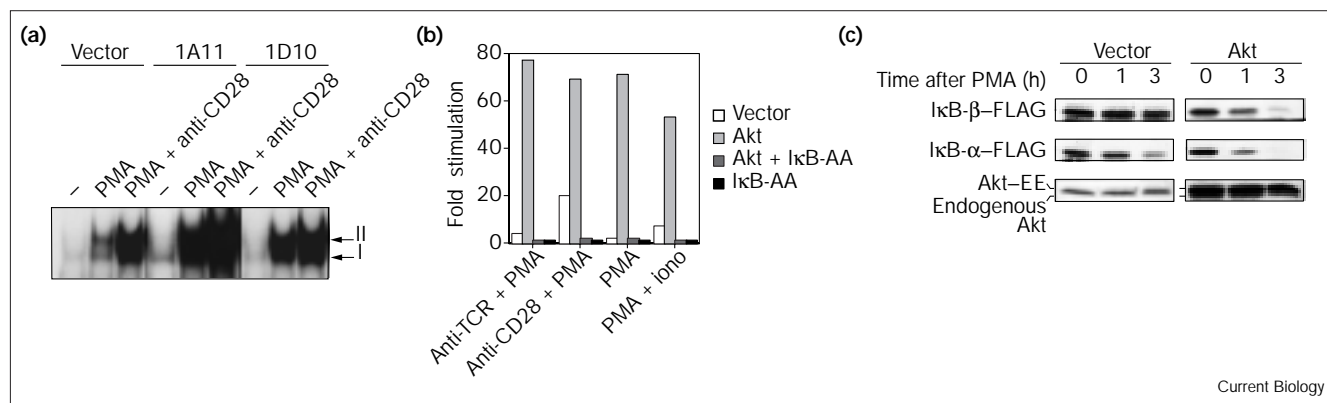 (a)
Vector 1A11 1D10
– PMA PMA + anti-CD28 – PMA PMA + anti-CD28 – PMA PMA + anti-CD28
II
I
(b)
Fold stimulation
80
60
40
20
0
Anti-TCR + PMA
Anti-CD28 + PMA
PMA
PMA + iono
Vector
Akt
Akt + IκB-AA
IκB-AA
(c)
Vector Akt
Time after PMA (h) 0 1 3 0 1 3
IκB-β–FLAG
IκB-α–FLAG
Akt–EE
Endogenous
Akt
Current Biology